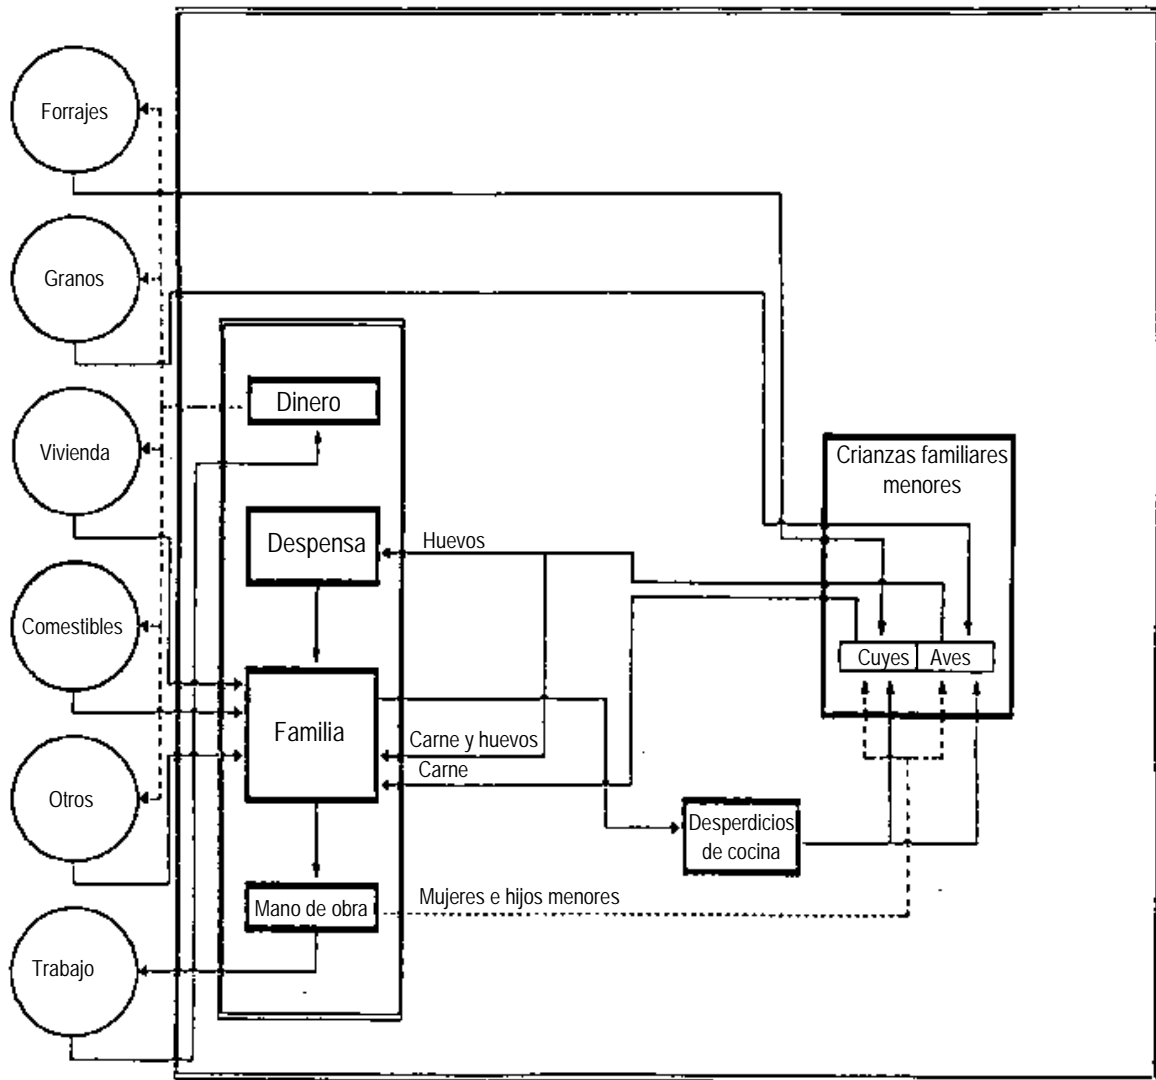 Forrajes
Granos
Vivienda
Comestibles
Otros
Trabajo
Dinero
Despensa
Familia
Mano de obra
Huevos
Carne y huevos
Carne
Mujeres e hijos menores
Desperdicios
de cocina
Crianzas familiares
menores
Cuyes
Aves